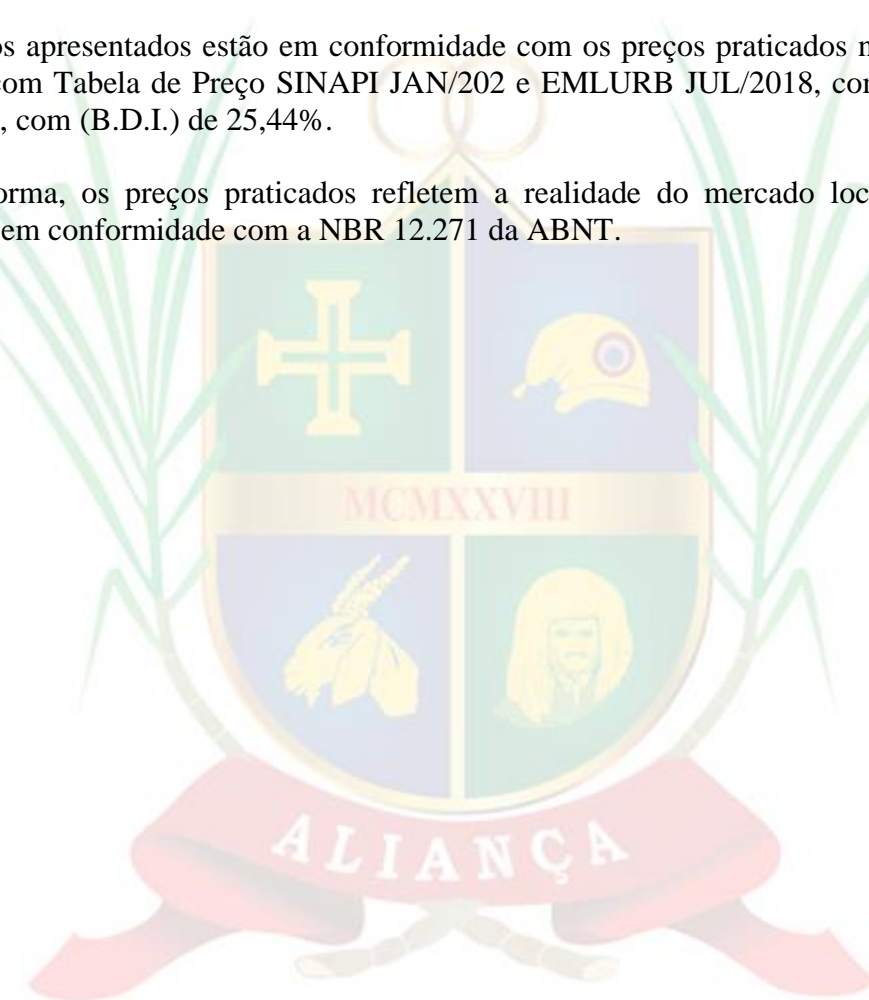 os apresentados estão em conformidade com os preços praticados n
com Tabela de Preço SINAPI JAN/202 e EMLURB JUL/2018, con
, com (B.D.I.) de 25,44%.
orma, os preços praticados refletem a realidade do mercado loc
em conformidade com a NBR 12.271 da ABNT.
MCMXXVIII
ALIANÇA